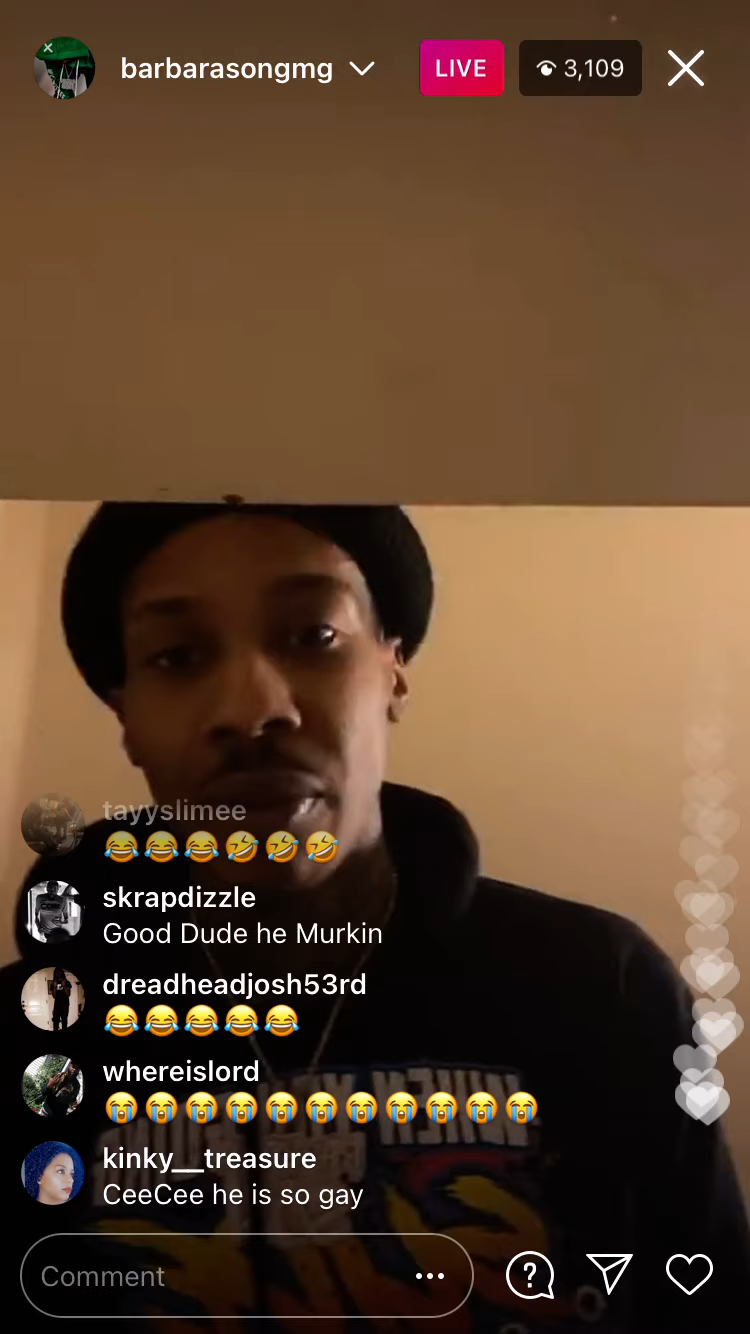 barbarasongmg
LIVE
3,109
tayyslimee
😂😂😂🤣🤣🤣
skrapdizzle
Good Dude he Murkin
dreadheadjosh53rd
😂😂😂😂😂
whereislord
😭😭😭😭😭😭😭😭😭😭😭
kinky__treasure
CeeCee he is so gay
Comment